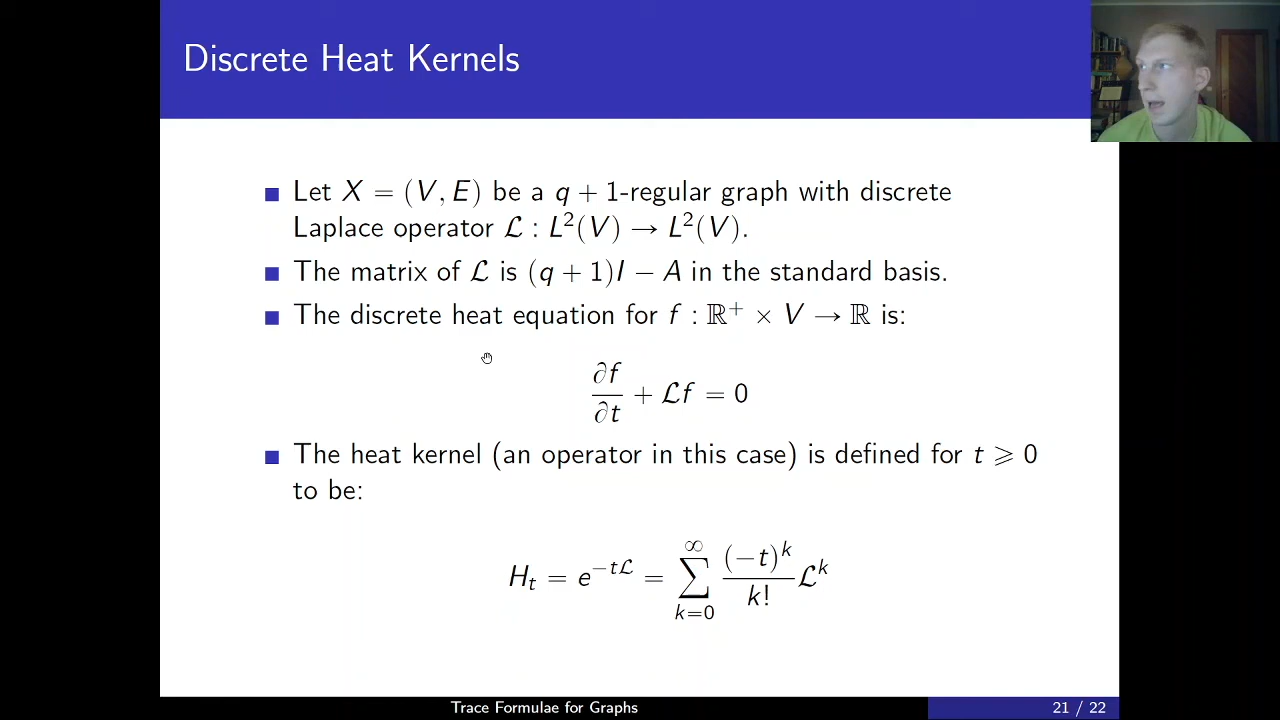 Discrete Heat Kernels
Let X = (V, E) be a q + 1-regular graph with discrete
Laplace operator ℒ : L²(V) → L²(V).
The matrix of ℒ is (q + 1)I − A in the standard basis.
The discrete heat equation for f : ℝ⁺ × V → ℝ is:
∂f/∂t + ℒf = 0
The heat kernel (an operator in this case) is defined for t ⩾ 0
to be:
Hₜ = e^{−tℒ} = ∑_{k=0}^{∞} (−t)^k/k! ℒ^k
Trace Formulae for Graphs
21 / 22